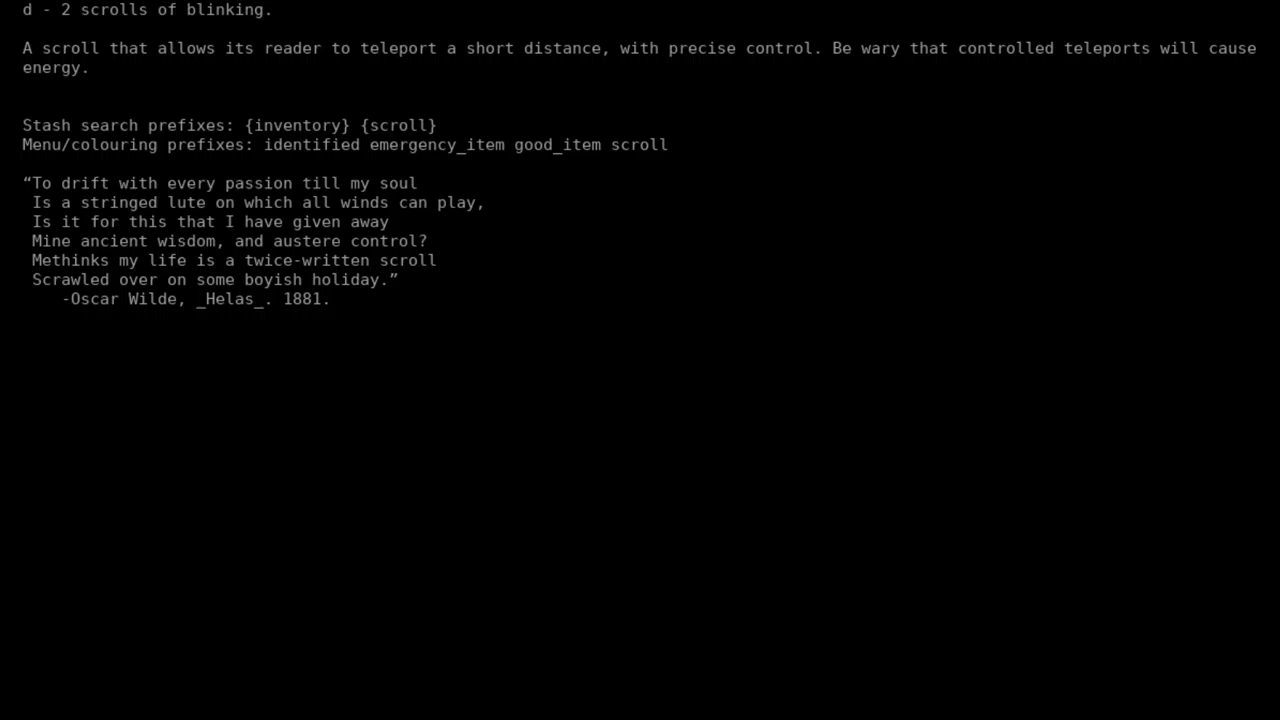 d - 2 scrolls of blinking.
A scroll that allows its reader to teleport a short distance, with precise control. Be wary that controlled teleports will cause
energy.
Stash search prefixes: {inventory} {scroll}
Menu/colouring prefixes: identified emergency_item good_item scroll
“To drift with every passion till my soul
Is a stringed lute on which all winds can play,
Is it for this that I have given away
Mine ancient wisdom, and austere control?
Methinks my life is a twice-written scroll
Scrawled over on some boyish holiday.”
-Oscar Wilde, _Helas_. 1881.